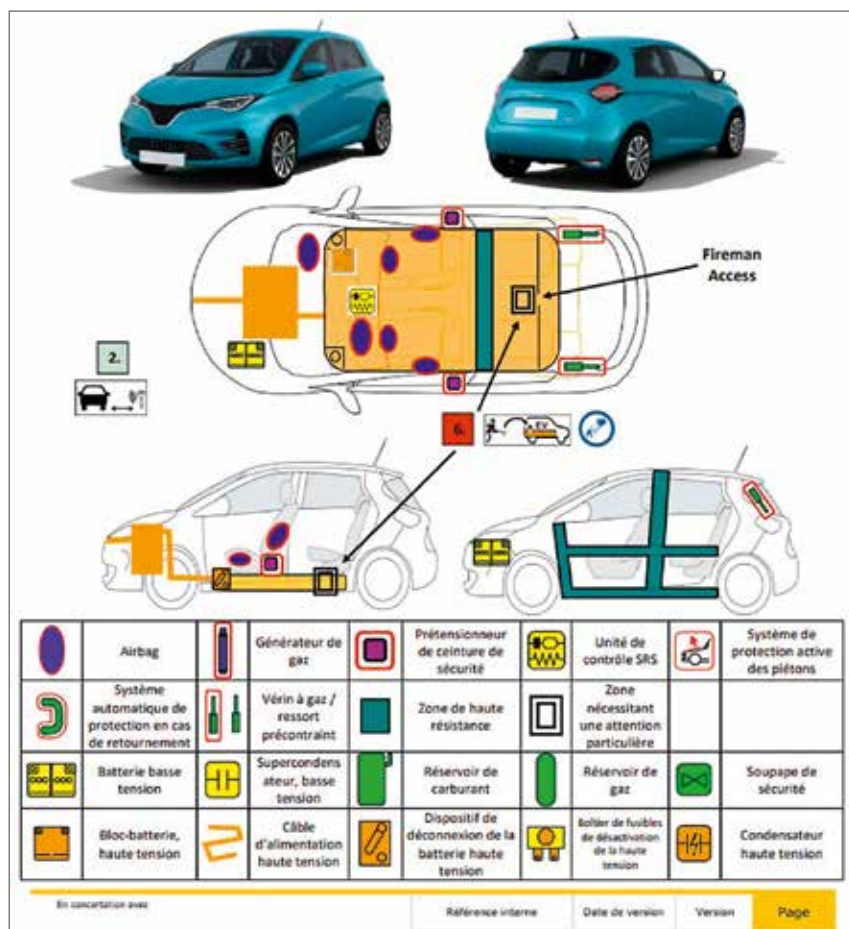 Fireman
Access
2.
6.
EV
Airbag
Générateur de
gaz
Prétensionneur
de ceinture de
sécurité
Unité de
contrôle SRS
Système de
protection active
des piétons
Système
automatique de
protection en cas
de retournement
Vérin à gaz /
ressort
précontraint
Zone de haute
résistance
Zone
nécessitant
une attention
particulière
Batterie basse
tension
Supercondens
ateur, basse
tension
Réservoir de
carburant
Réservoir de
gaz
Soupape de
sécurité
Bloc-batterie,
haute tension
Câble
d'alimentation
haute tension
Dispositif de
déconnexion de la
batterie haute
tension
Boîtier de fusibles
de désactivation
de la haute
tension
Condensateur
haute tension
En concertation avec
Référence interne
Date de version
Version
Page